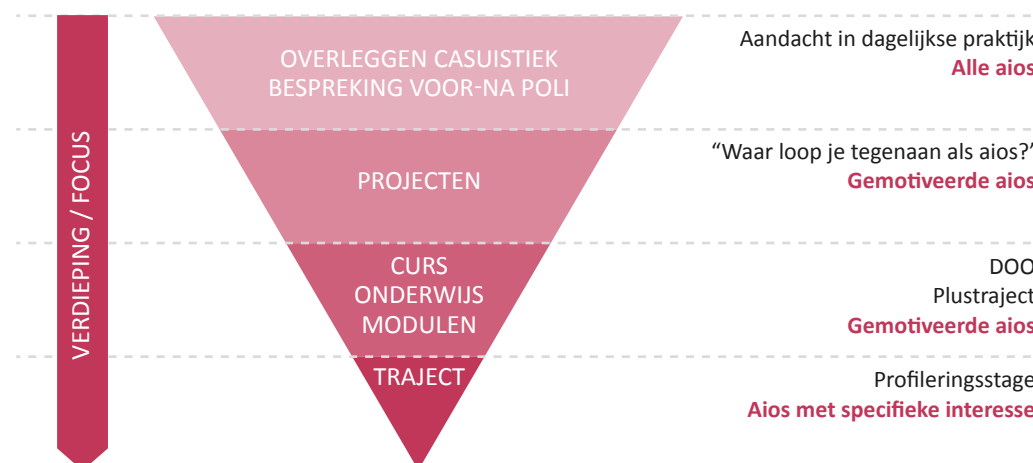 VERDIEPING / FOCUS
OVERLEGGEN CASUISTIEK
BESPREKING VOOR-NA POLI
Aandacht in dagelijkse praktijk
Alle aios
PROJECTEN
“Waar loop je tegenaan als aios?”
Gemotiveerde aios
CURS
ONDERWIJS
MODULEN
DOO
Plustraject
Gemotiveerde aios
TRAJECT
Profileringsstage
Aios met specifieke interesse